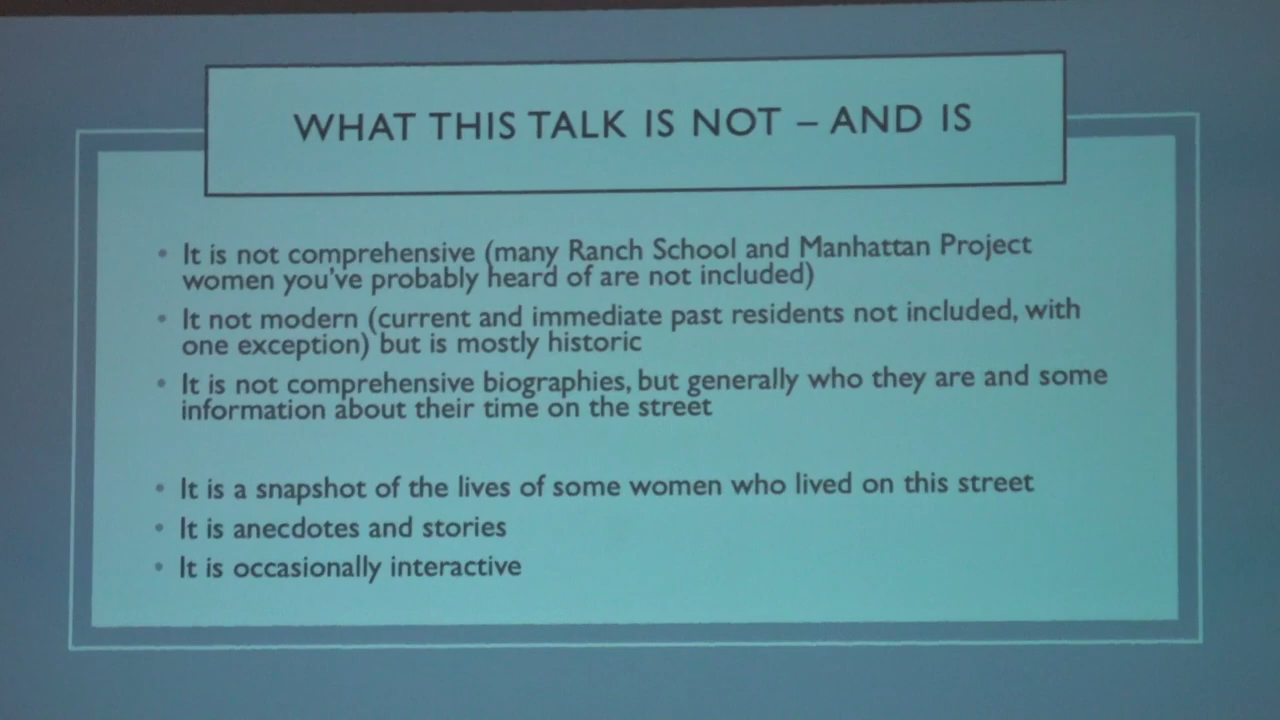 WHAT THIS TALK IS NOT – AND IS
• It is not comprehensive (many Ranch School and Manhattan Project
women you've probably heard of are not included)
• It not modern (current and immediate past residents not included, with
one exception) but is mostly historic
• It is not comprehensive biographies, but generally who they are and some
information about their time on the street
• It is a snapshot of the lives of some women who lived on this street
• It is anecdotes and stories
• It is occasionally interactive